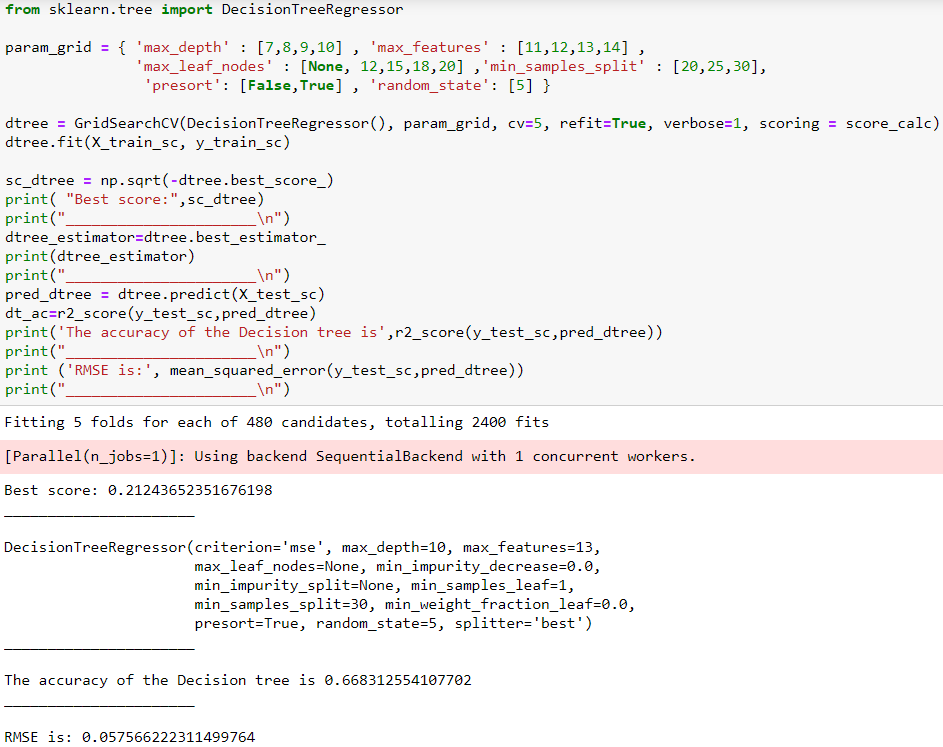 from sklearn.tree import DecisionTreeRegressor
param_grid = { 'max_depth' : [7,8,9,10] , 'max_features' : [11,12,13,14] ,
'max_leaf_nodes' : [None, 12,15,18,20] ,'min_samples_split' : [20,25,30],
'presort': [False,True] , 'random_state': [5] }
dtree = GridSearchCV(DecisionTreeRegressor(), param_grid, cv=5, refit=True, verbose=1, scoring = score_calc)
dtree.fit(X_train_sc, y_train_sc)
sc_dtree = np.sqrt(-dtree.best_score_)
print( "Best score:",sc_dtree)
print("______________________\n")
dtree_estimator=dtree.best_estimator_
print(dtree_estimator)
print("______________________\n")
pred_dtree = dtree.predict(X_test_sc)
dt_ac=r2_score(y_test_sc,pred_dtree)
print('The accuracy of the Decision tree is',r2_score(y_test_sc,pred_dtree))
print("______________________\n")
print ('RMSE is:', mean_squared_error(y_test_sc,pred_dtree))
print("______________________\n")
Fitting 5 folds for each of 480 candidates, totalling 2400 fits
[Parallel(n_jobs=1)]: Using backend SequentialBackend with 1 concurrent workers.
Best score: 0.21243652351676198
______________________
DecisionTreeRegressor(criterion='mse', max_depth=10, max_features=13,
max_leaf_nodes=None, min_impurity_decrease=0.0,
min_impurity_split=None, min_samples_leaf=1,
min_samples_split=30, min_weight_fraction_leaf=0.0,
presort=True, random_state=5, splitter='best')
______________________
The accuracy of the Decision tree is 0.668312554107702
______________________
RMSE is: 0.057566222311499764